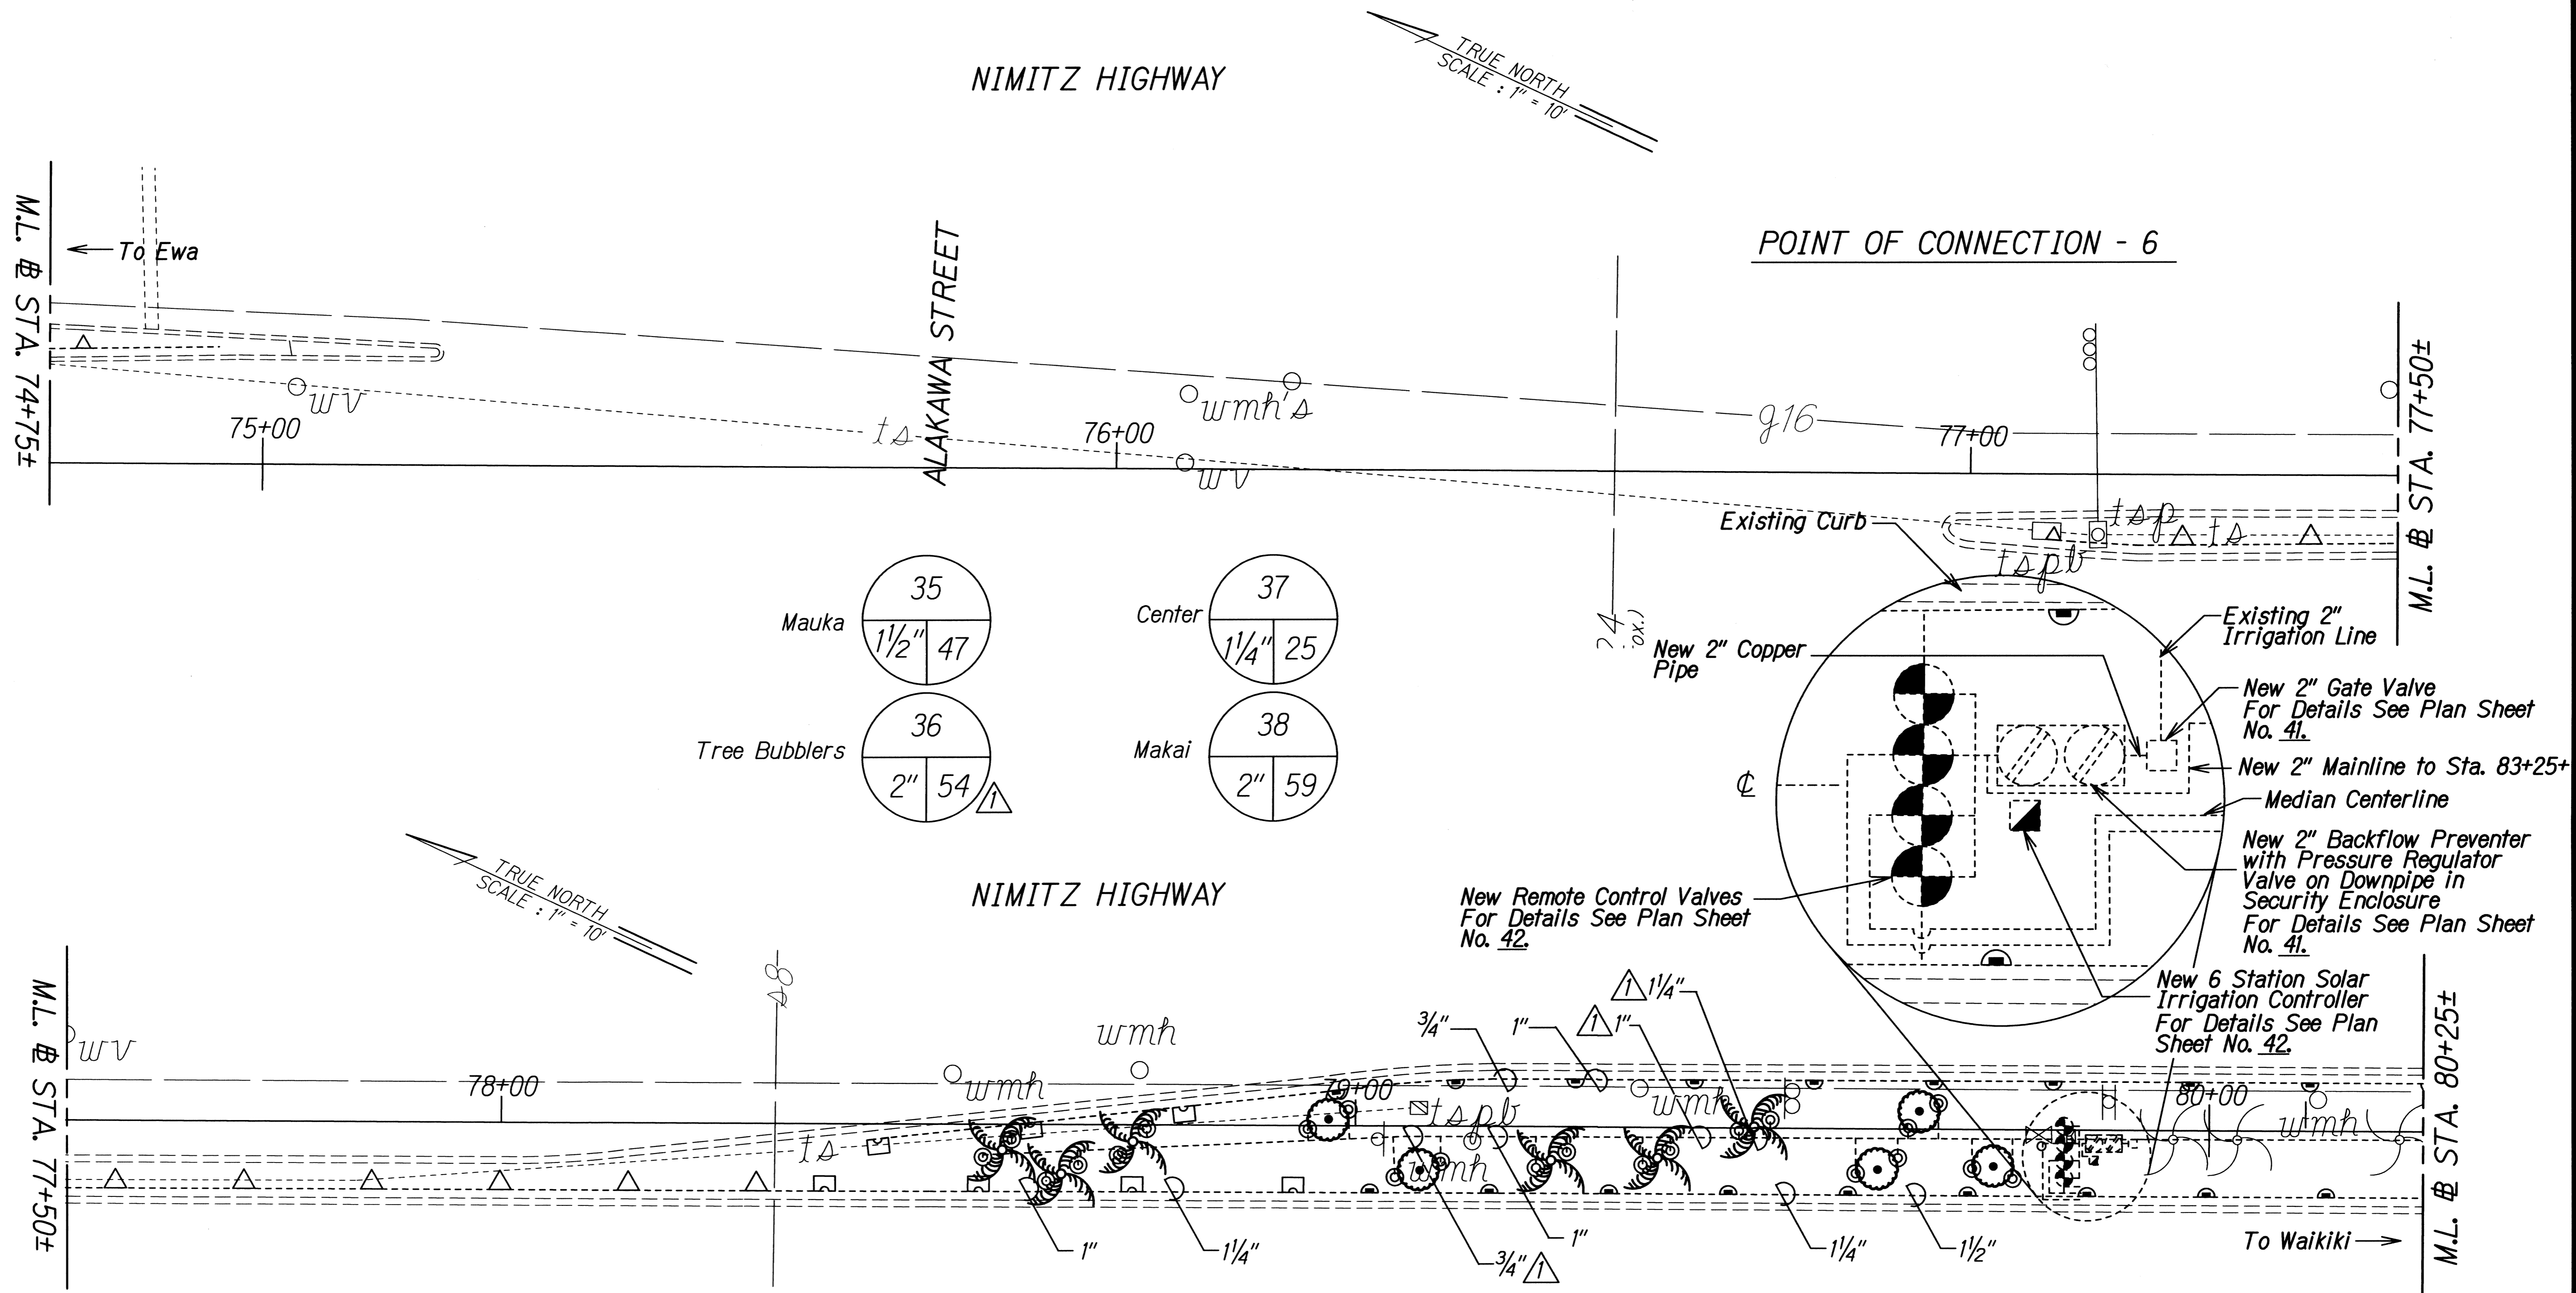 NIMITZ HIGHWAY
TRUE NORTH
SCALE : 1" = 10'
POINT OF CONNECTION - 6
M.L. ⅊ STA. 74+75±
To Ewa
ALAKAWA STREET
wv
75+00
ts
76+00
wmh's
wv
g16
77+00
M.L. ⅊ STA. 77+50±
tsp
ts
tspb
Existing Curb
24
ox.)
Mauka
35
1½" 47
Center
37
1¼" 25
Tree Bubblers
36
2" 54
1
Makai
38
2" 59
New 2" Copper
Pipe
Existing 2"
Irrigation Line
New 2" Gate Valve
For Details See Plan Sheet
No. 41.
New 2" Mainline to Sta. 83+25+
Median Centerline
℄
New 2" Backflow Preventer
with Pressure Regulator
Valve on Downpipe in
Security Enclosure
For Details See Plan Sheet
No. 41.
New Remote Control Valves
For Details See Plan Sheet
No. 42.
New 6 Station Solar
Irrigation Controller
For Details See Plan
Sheet No. 42.
TRUE NORTH
SCALE : 1" = 10'
NIMITZ HIGHWAY
M.L. ⅊ STA. 77+50±
wv
78+00
s8
wmh
wmh
ts
79+00
tspb
wmh
wmh
¾"
1"
1 1"
1 1¼"
80+00
wmh
M.L. ⅊ STA. 80+25±
1"
1¼"
¾" 1
1"
1¼"
1½"
To Waikiki